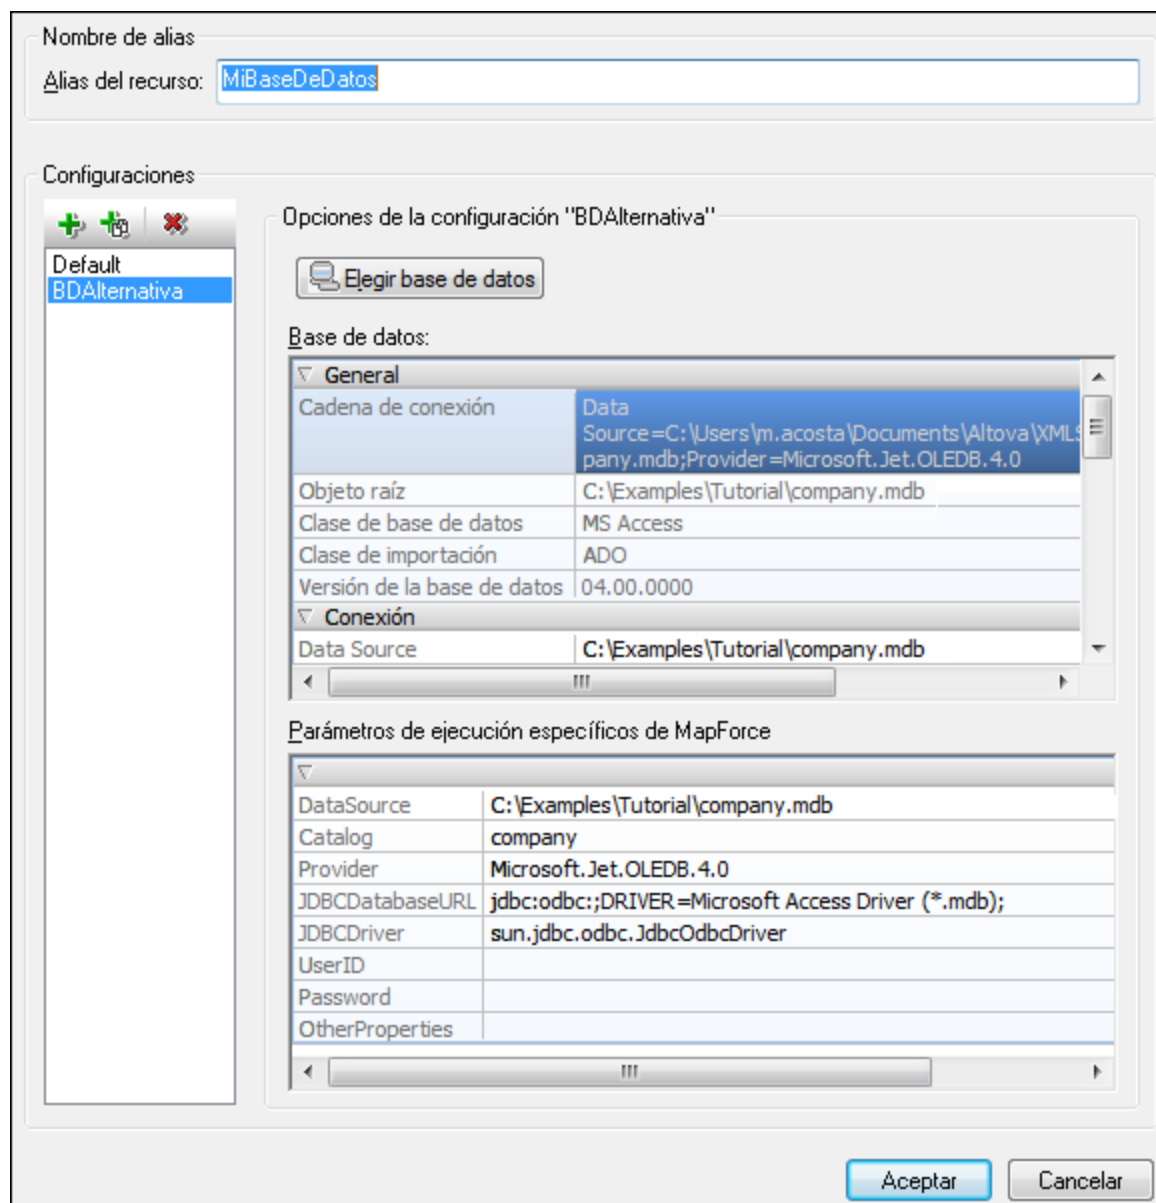 Nombre de alias
Alias del recurso: MiBaseDeDatos
Configuraciones
Opciones de la configuración "BDAlternativa"
Default
BDAlternativa
Elegir base de datos
Base de datos:
General
Cadena de conexión Data
Source=C:\Users\m.acosta\Documents\Altova\XMLS
pany.mdb;Provider=Microsoft.Jet.OLEDB.4.0
Objeto raíz C:\Examples\Tutorial\company.mdb
Clase de base de datos MS Access
Clase de importación ADO
Versión de la base de datos 04.00.0000
Conexión
Data Source C:\Examples\Tutorial\company.mdb
Parámetros de ejecución específicos de MapForce
DataSource C:\Examples\Tutorial\company.mdb
Catalog company
Provider Microsoft.Jet.OLEDB.4.0
JDBCDatabaseURL jdbc:odbc:;DRIVER=Microsoft Access Driver (*.mdb);
JDBCDriver sun.jdbc.odbc.JdbcOdbcDriver
UserID
Password
OtherProperties
Aceptar Cancelar